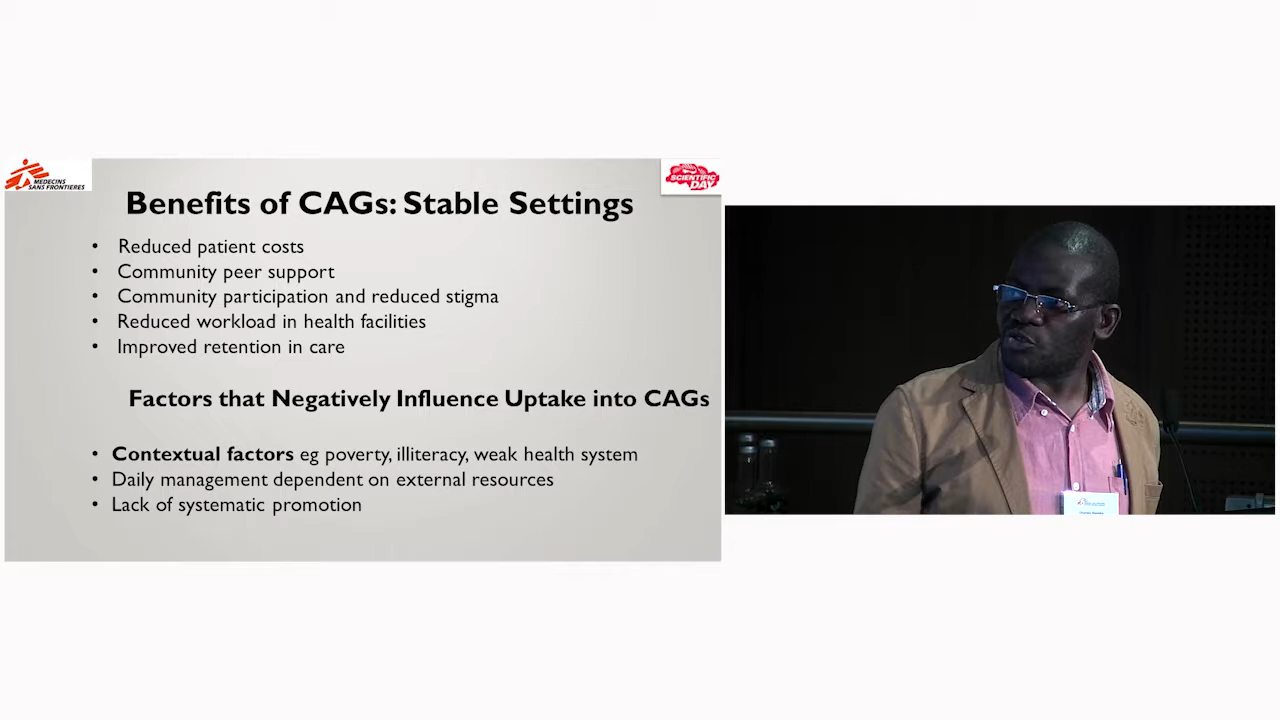 MEDECINS
SANS FRONTIERES
SCIENTIFIC
DAY
Benefits of CAGs: Stable Settings
• Reduced patient costs
• Community peer support
• Community participation and reduced stigma
• Reduced workload in health facilities
• Improved retention in care
Factors that Negatively Influence Uptake into CAGs
• Contextual factors eg poverty, illiteracy, weak health system
• Daily management dependent on external resources
• Lack of systematic promotion